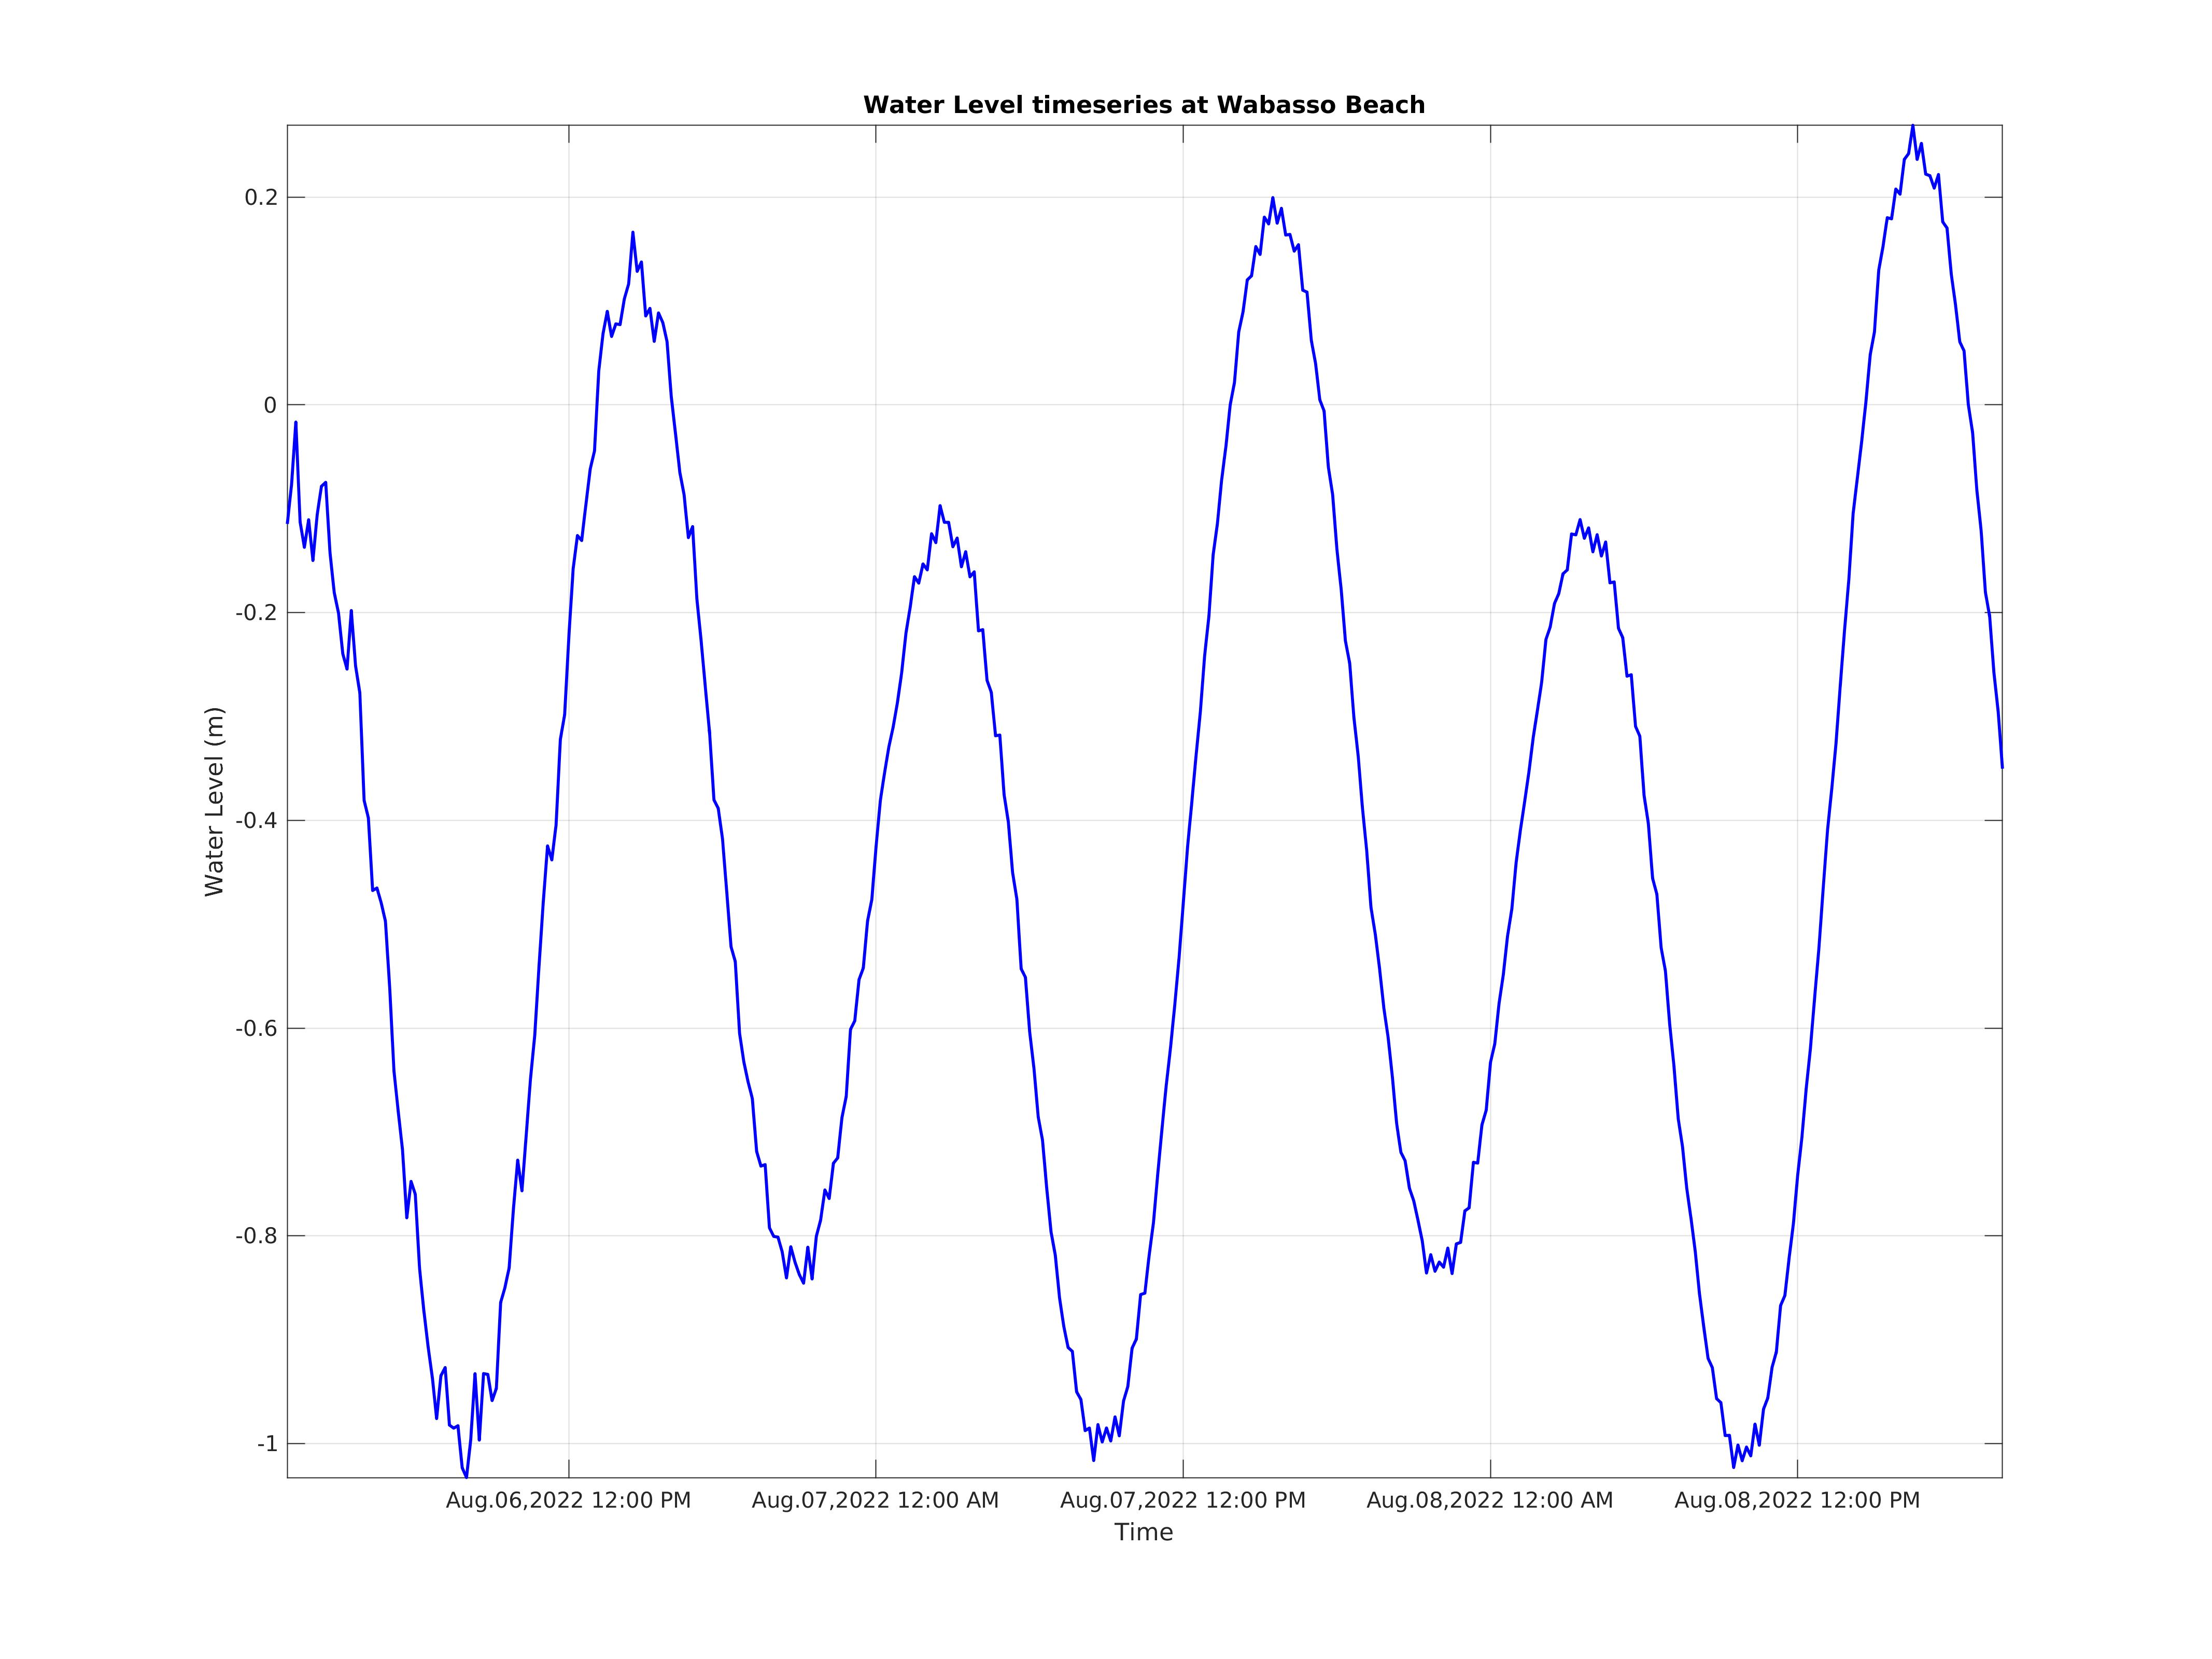 Water Level timeseries at Wabasso Beach
0.2
0
-0.2
-0.4
-0.6
-0.8
-1
Water Level (m)
Aug.06,2022 12:00 PM
Aug.07,2022 12:00 AM
Aug.07,2022 12:00 PM
Aug.08,2022 12:00 AM
Aug.08,2022 12:00 PM
Time